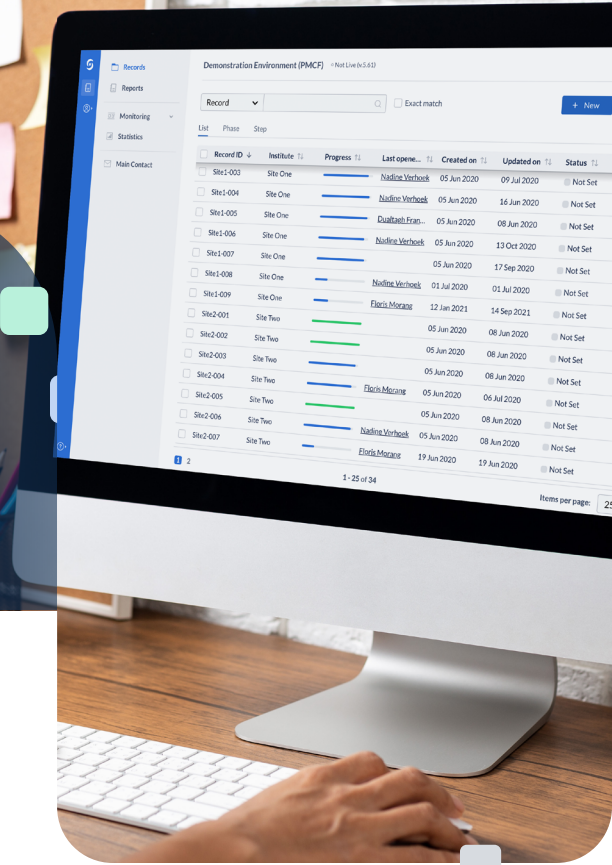 Demonstration Environment (PMCF) Not Live (v.5.61)
Records
Reports
Monitoring
Statistics
Main Contact
Record Exact match + New
List Phase Step
Record ID Institute Progress Last opene... Created on Updated on Status
Site1-003 Site One Nadine Verhoek 05 Jun 2020 09 Jul 2020 Not Set
Site1-004 Site One Nadine Verhoek 05 Jun 2020 16 Jun 2020 Not Set
Site1-005 Site One Dualtagh Fran... 05 Jun 2020 08 Jun 2020 Not Set
Site1-006 Site One Nadine Verhoek 05 Jun 2020 13 Oct 2020 Not Set
Site1-007 Site One 05 Jun 2020 17 Sep 2020 Not Set
Site1-008 Site One Nadine Verhoek 01 Jul 2020 01 Jul 2020 Not Set
Site1-009 Site One Floris Morang 12 Jan 2021 14 Sep 2021 Not Set
Site2-001 Site Two 05 Jun 2020 08 Jun 2020 Not Set
Site2-002 Site Two 05 Jun 2020 08 Jun 2020 Not Set
Site2-003 Site Two 05 Jun 2020 08 Jun 2020 Not Set
Site2-004 Site Two Floris Morang 05 Jun 2020 06 Jul 2020 Not Set
Site2-005 Site Two 05 Jun 2020 08 Jun 2020 Not Set
Site2-006 Site Two Nadine Verhoek 05 Jun 2020 08 Jun 2020 Not Set
Site2-007 Site Two Floris Morang 19 Jun 2020 19 Jun 2020 Not Set
1 2 1 - 25 of 34 Items per page: 25